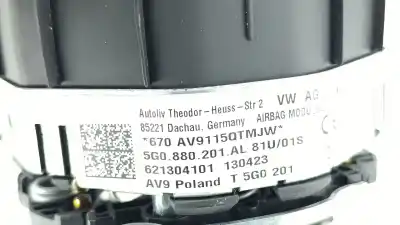 Autoliv Theodor-Heuss-Str 2 VW AG
85221 Dachau, Germany AIRBAG MODU
*670 AV9115QTMJW*
5G0.880.201.AL 81U/01S
621304101 130423
AV9 Poland T 5G0 201